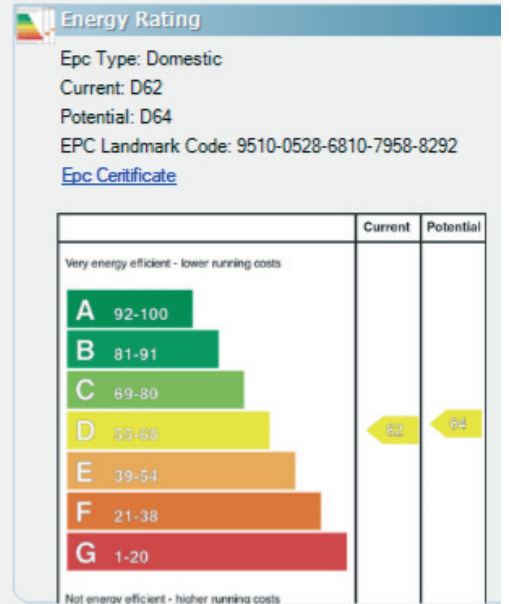 Energy Rating
Epc Type: Domestic
Current: D62
Potential: D64
EPC Landmark Code: 9510-0528-6810-7958-8292
Epc Ceritificate
Current Potential
Very energy efficient - lower running costs
A 92-100
B 81-91
C 69-80
D 55-68 62 64
E 39-54
F 21-38
G 1-20
Not energy efficient - higher running costs